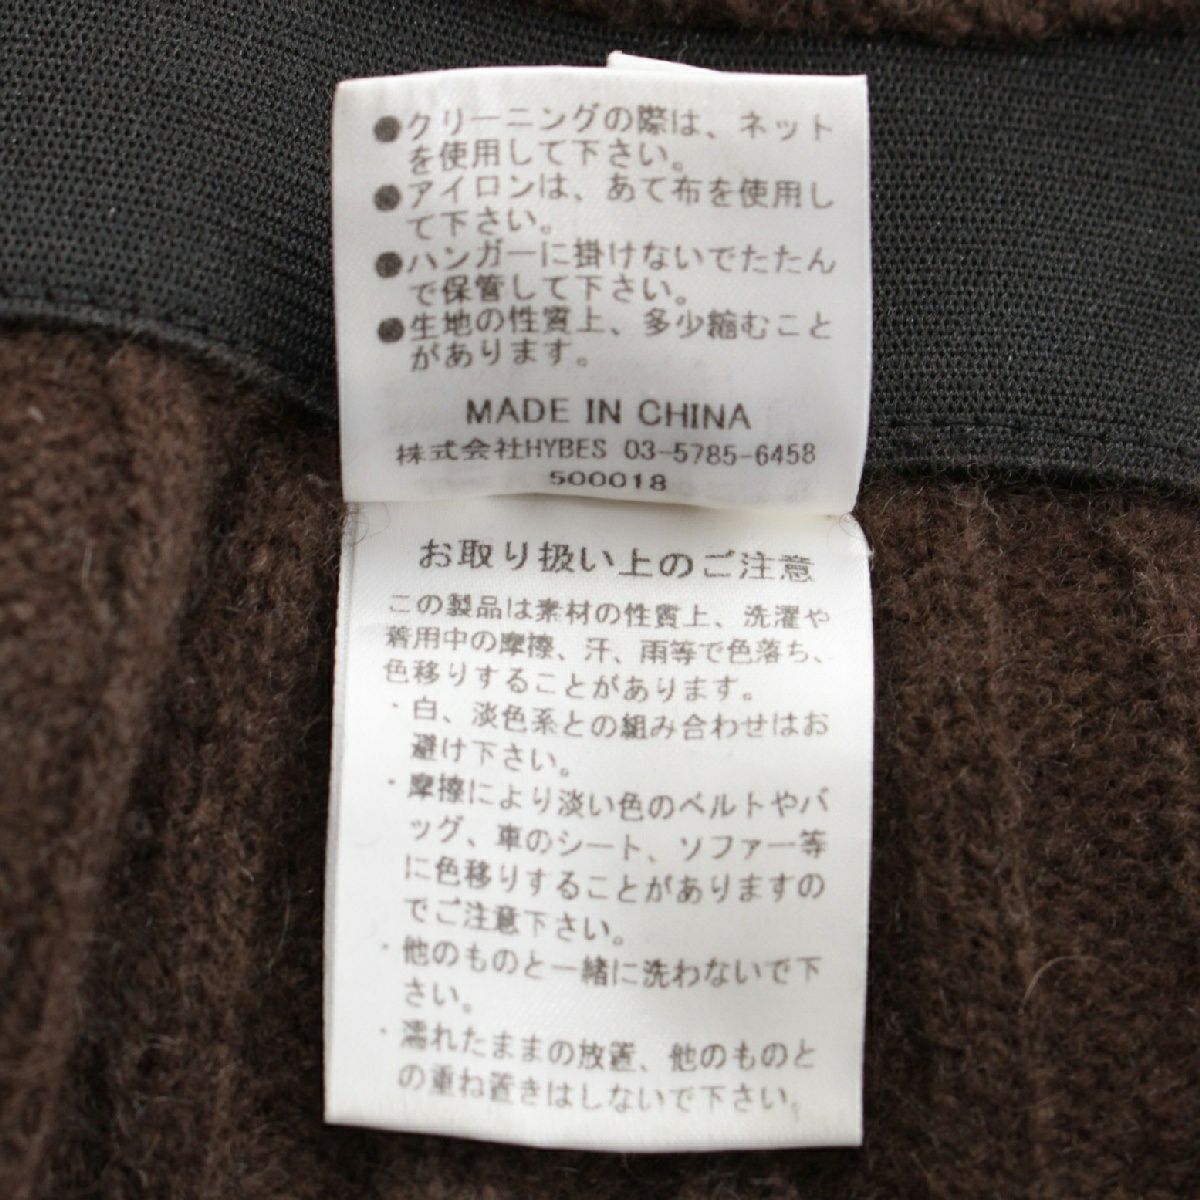 ●クリーニングの際は、ネット
を使用して下さい。
●アイロンは、あて布を使用し
て下さい。
●ハンガーに掛けないでたたん
で保管して下さい。
●生地の性質上、多少縮むこと
があります。
MADE IN CHINA
株式会社HYBES 03-5785-6458
500018
お取り扱い上のご注意
この製品は素材の性質上、洗濯や
着用中の摩擦、汗、雨等で色落ち、
色移りすることがあります。
・白、淡色系との組み合わせはお
避け下さい。
・摩擦により淡い色のベルトやバ
ッグ、車のシート、ソファー等
に色移りすることがありますの
でご注意下さい。
・他のものと一緒に洗わないで下
さい。
・濡れたままの放置、他のものと
の重ね置きはしないで下さい。